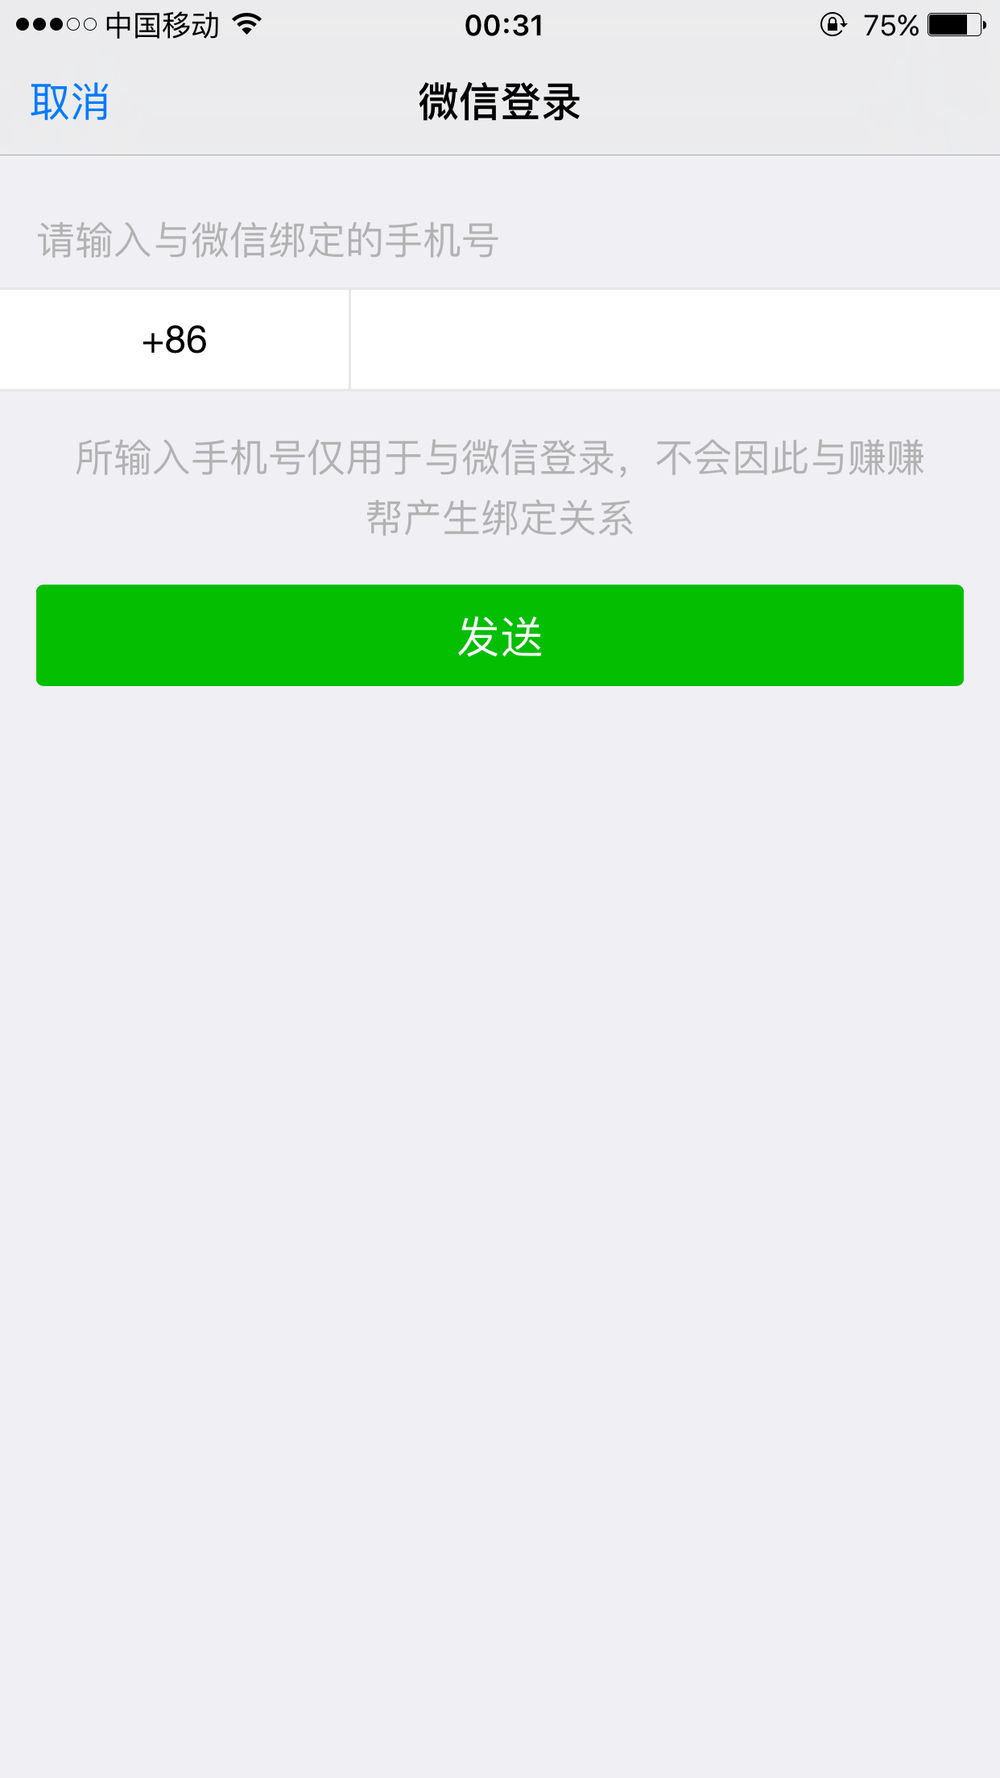 中国移动 00:31 75%
取消 微信登录
请输入与微信绑定的手机号
+86
所输入手机号仅用于与微信登录，不会因此与赚赚
帮产生绑定关系
发送